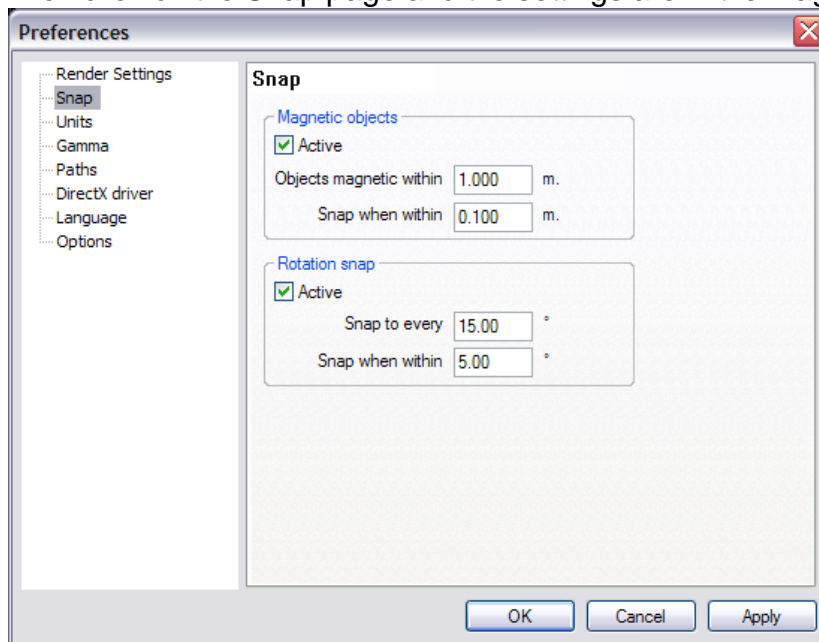 Preferences
Render Settings
Snap
Units
Gamma
Paths
DirectX driver
Language
Options
Snap
Magnetic objects
Active
Objects magnetic within 1.000 m.
Snap when within 0.100 m.
Rotation snap
Active
Snap to every 15.00 °
Snap when within 5.00 °
OK Cancel Apply